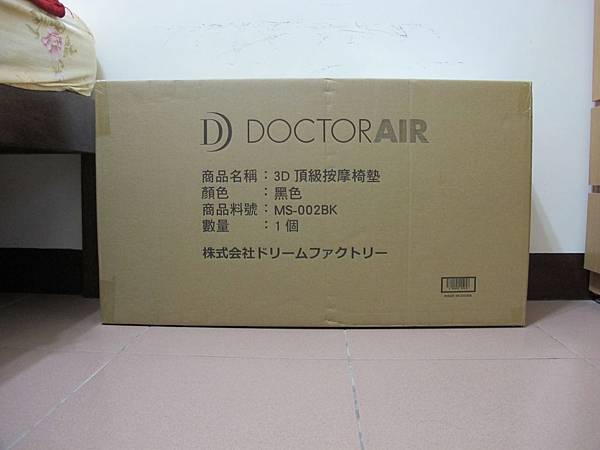 DOCTORAIR
商品名稱：3D 頂級按摩椅墊
顏色　　：黑色
商品料號：MS-002BK
數量　　：1 個
株式会社ドリームファクトリー